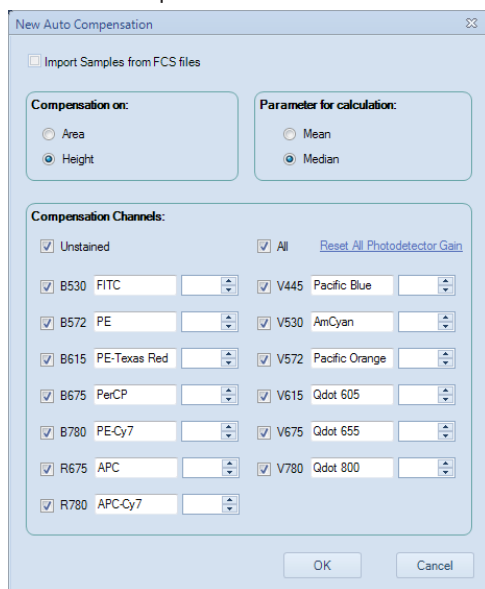 New Auto Compensation
Import Samples from FCS files
Compensation on:
Area
Height
Parameter for calculation:
Mean
Median
Compensation Channels:
Unstained
All Reset All Photodetector Gain
B530 FITC V445 Pacific Blue
B572 PE V530 AmCyan
B615 PE-Texas Red V572 Pacific Orange
B675 PerCP V615 Qdot 605
B780 PE-Cy7 V675 Qdot 655
R675 APC V780 Qdot 800
R780 APC-Cy7
OK Cancel